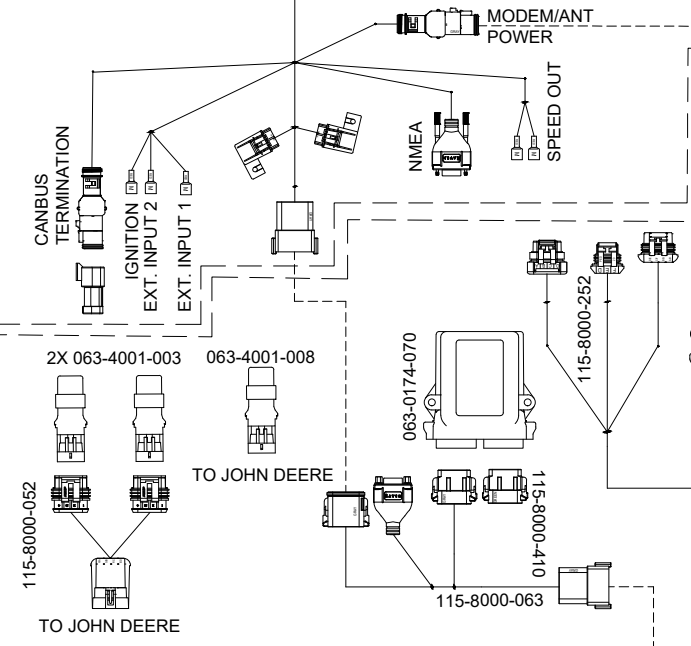 MODEM/ANT
POWER
CANBUS
TERMINATION
IGNITION
EXT. INPUT 2
EXT. INPUT 1
NMEA
SPEED OUT
115-8000-252
2X 063-4001-003
063-4001-008
063-0174-070
TO JOHN DEERE
115-8000-052
115-8000-410
115-8000-063
TO JOHN DEERE